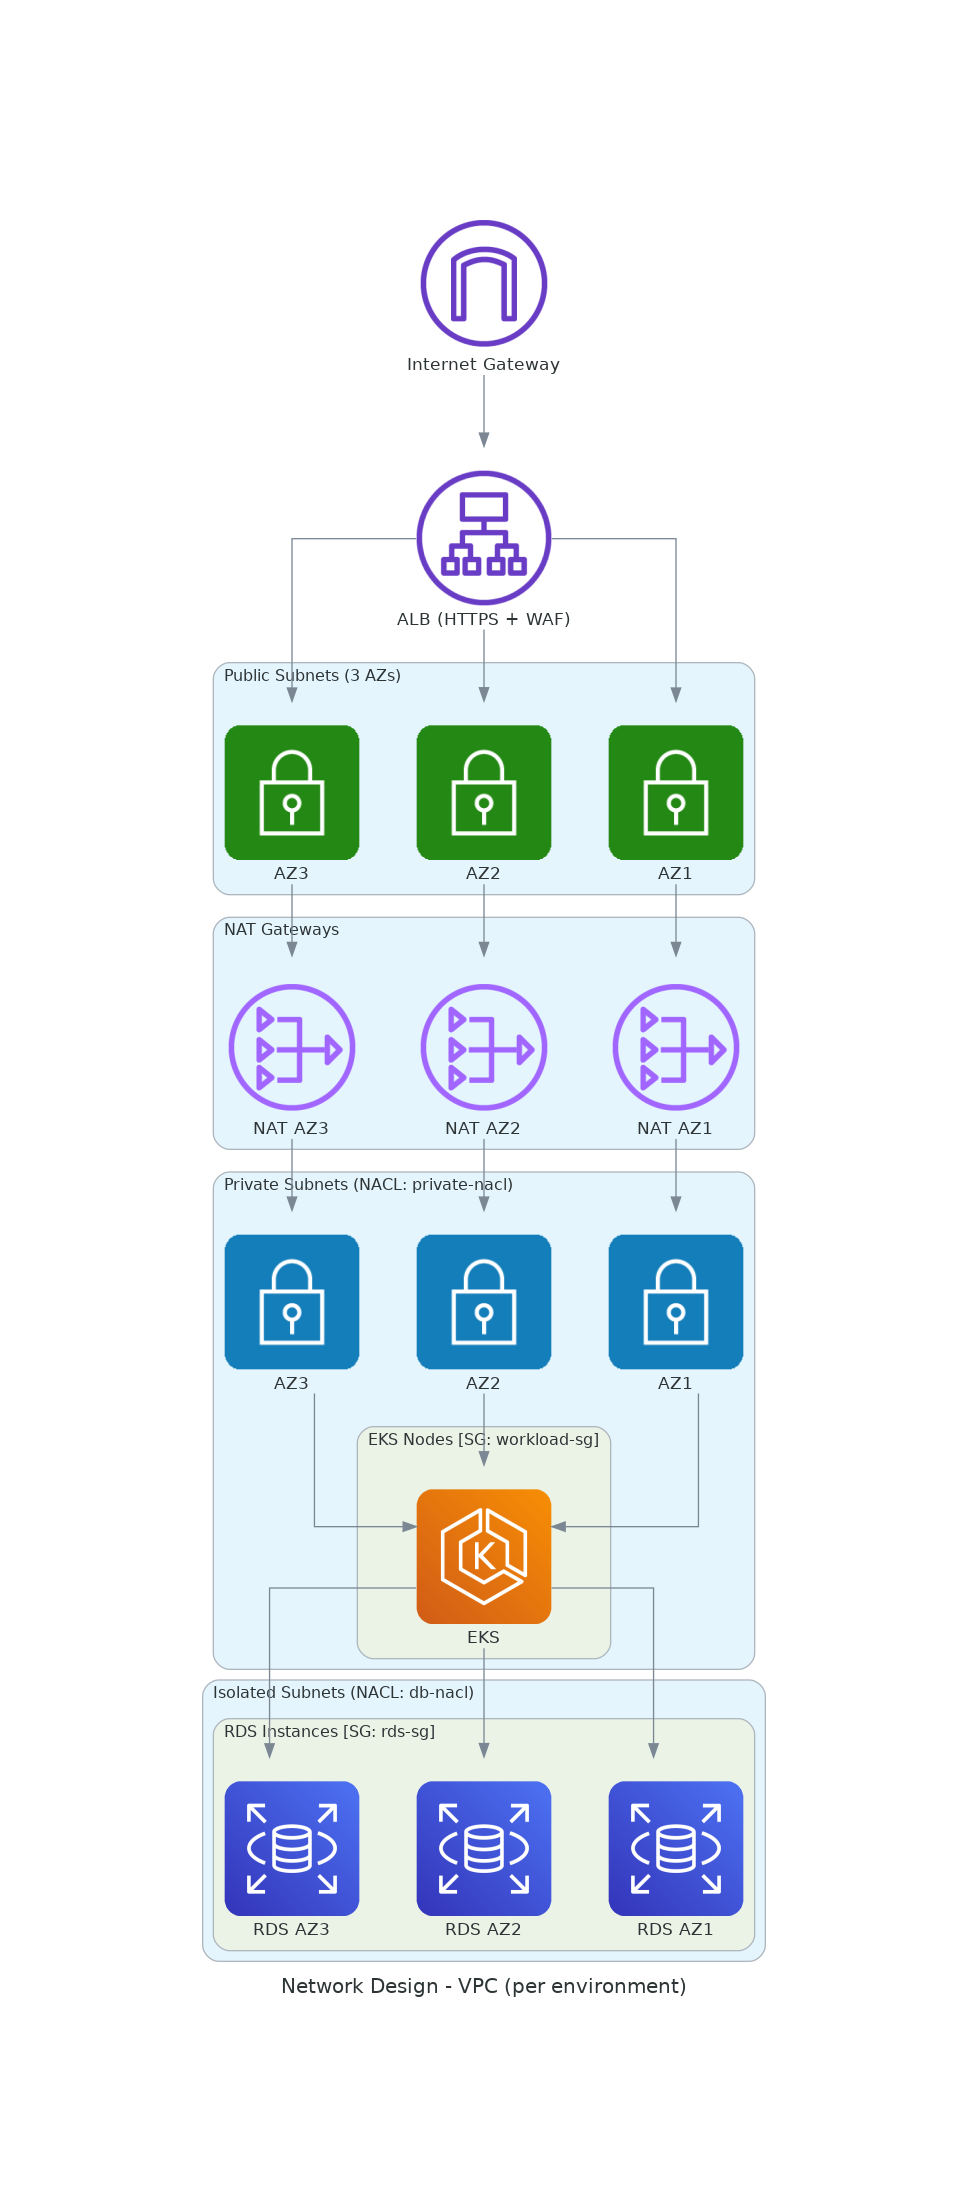 Internet Gateway
ALB (HTTPS + WAF)
Public Subnets (3 AZs)
AZ3
AZ2
AZ1
NAT Gateways
NAT AZ3
NAT AZ2
NAT AZ1
Private Subnets (NACL: private-nacl)
AZ3
AZ2
AZ1
EKS Nodes [SG: workload-sg]
K
EKS
Isolated Subnets (NACL: db-nacl)
RDS Instances [SG: rds-sg]
RDS AZ3
RDS AZ2
RDS AZ1
Network Design - VPC (per environment)